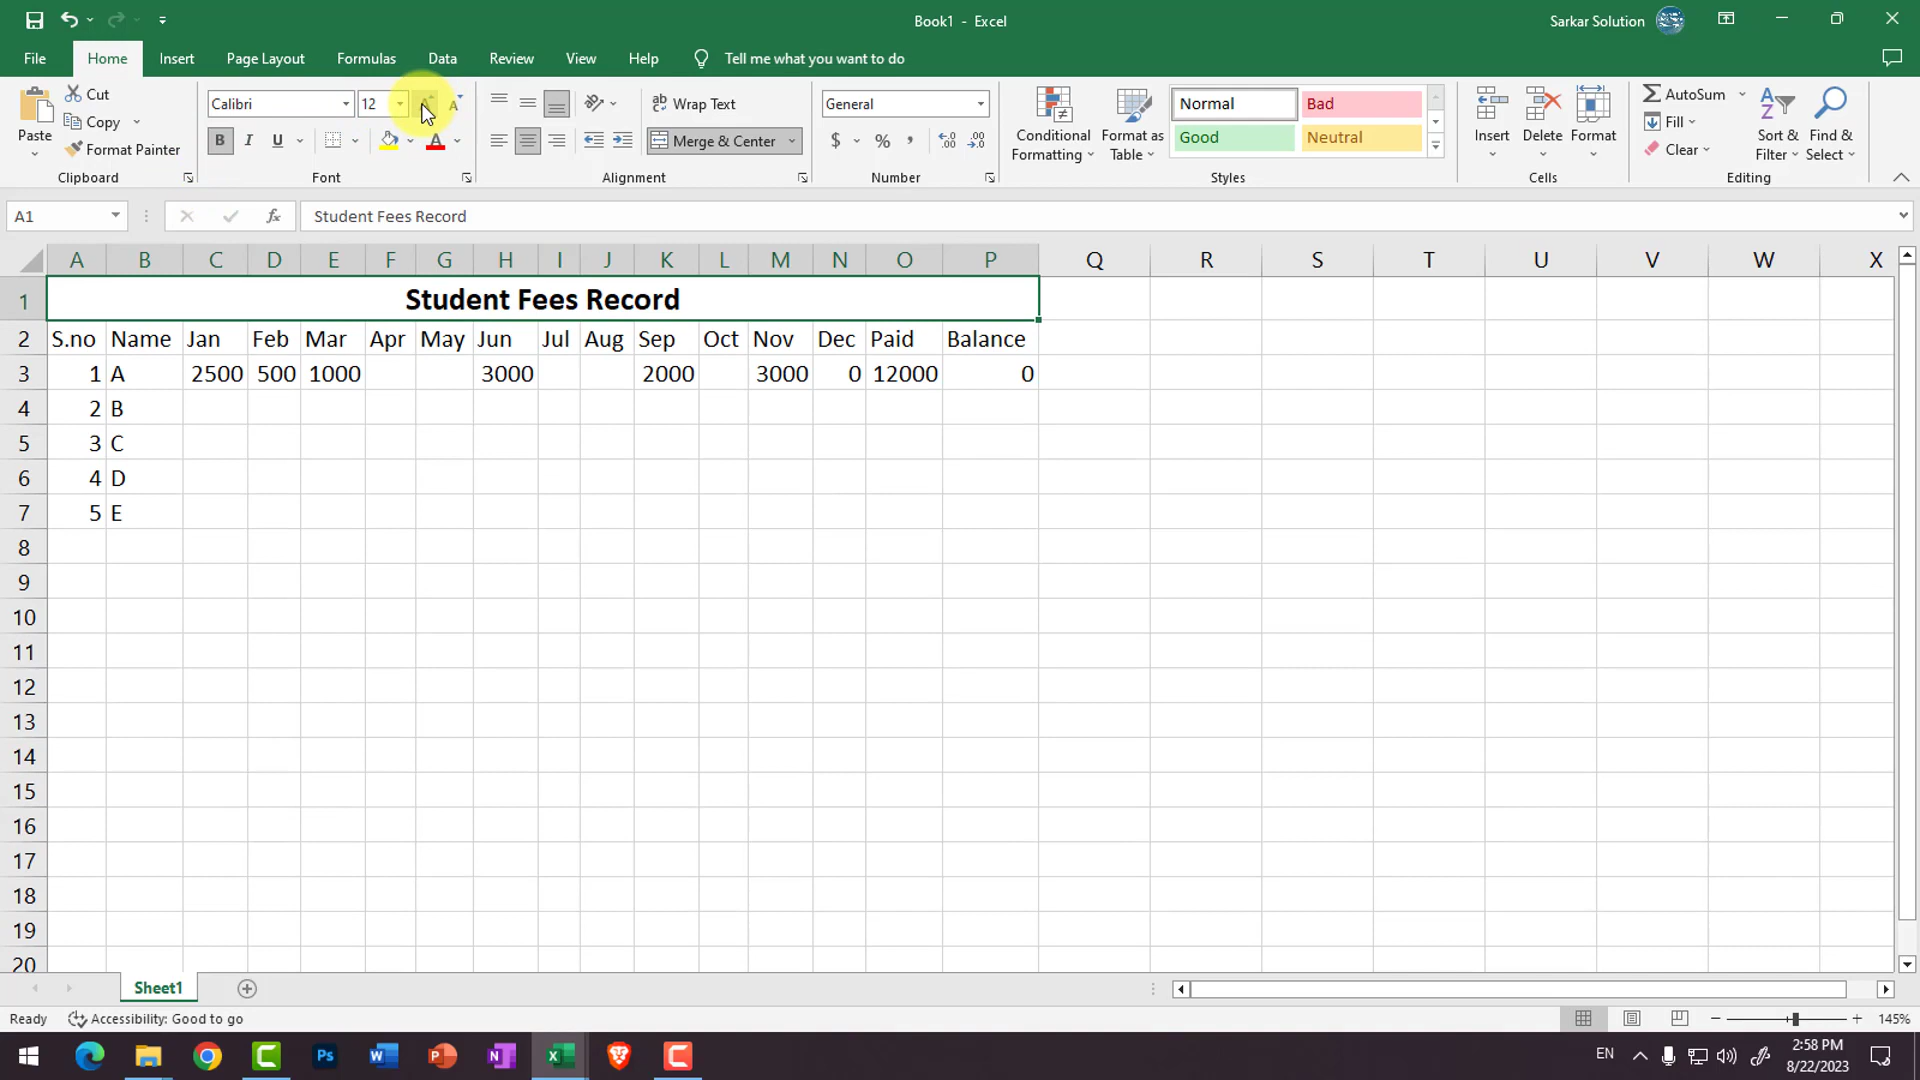 Book1 - Excel
Sarkar Solution
File Home Insert Page Layout Formulas Data Review View Help Tell me what you want to do
Paste
Cut
Copy
Format Painter
Clipboard
Calibri 12
B I U
Font
Wrap Text
Merge & Center
Alignment
General
$ %
Number
Conditional Formatting
Format as Table
Normal Bad
Good Neutral
Styles
Insert Delete Format
Cells
AutoSum
Fill
Clear
Sort & Filter
Find & Select
Editing
A1 fx Student Fees Record
A B C D E F G H I J K L M N O P Q R S T U V W X
1 Student Fees Record
2 S.no Name Jan Feb Mar Apr May Jun Jul Aug Sep Oct Nov Dec Paid Balance
3 1 A 2500 500 1000 3000 2000 3000 0 12000 0
4 2 B
5 3 C
6 4 D
7 5 E
8
9
10
11
12
13
14
15
16
17
18
19
20
Sheet1
Ready Accessibility: Good to go 145%
EN 2:58 PM
8/22/2023